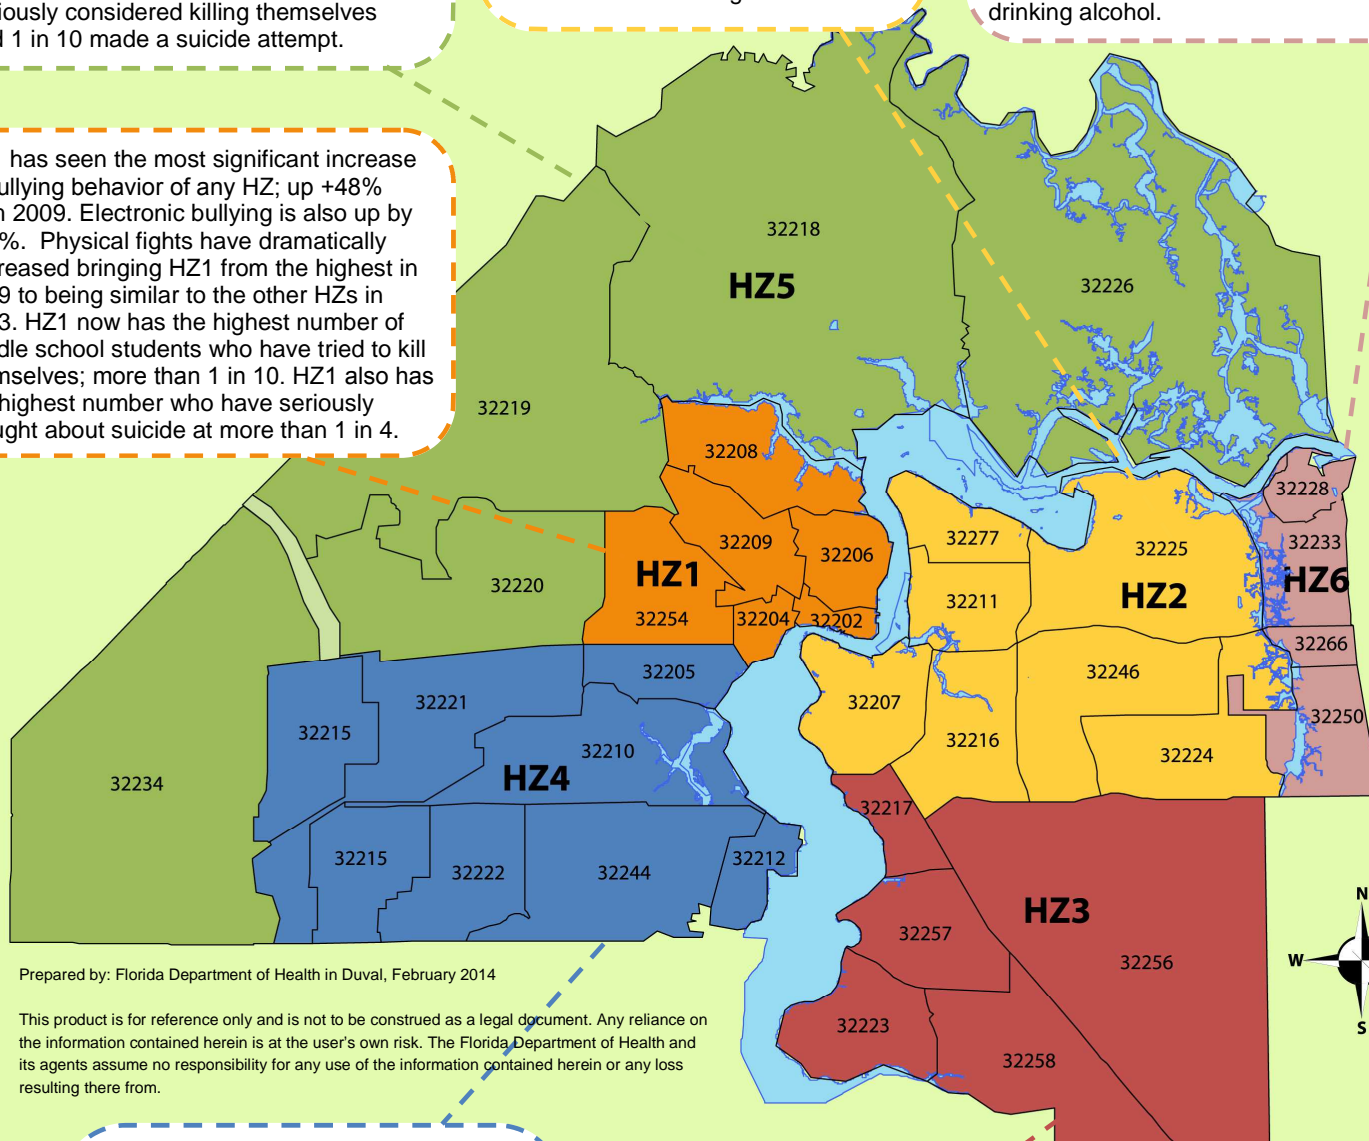 iously considered killing themselves
1 in 10 made a suicide attempt.
drinking alcohol.
has seen the most significant increase
ullying behavior of any HZ; up +48%
2009. Electronic bullying is also up by
%. Physical fights have dramatically
reased bringing HZ1 from the highest in
9 to being similar to the other HZs in
3. HZ1 now has the highest number of
dle school students who have tried to kill
mselves; more than 1 in 10. HZ1 also has
highest number who have seriously
ught about suicide at more than 1 in 4.
32218
HZ5
32226
32219
32208
32228
32209
32206
32277
32225
32233
HZ1
HZ6
32220
HZ2
32211
32254
32204
32202
32266
32205
32246
32221
32207
32215
32250
32210
32216
32224
HZ4
32234
32217
32215
32222
32244
32212
HZ3
N
32257
W
32256
S
32223
32258
Prepared by: Florida Department of Health in Duval, February 2014
This product is for reference only and is not to be construed as a legal document. Any reliance on
the information contained herein is at the user's own risk. The Florida Department of Health and
its agents assume no responsibility for any use of the information contained herein or any loss
resulting there from.